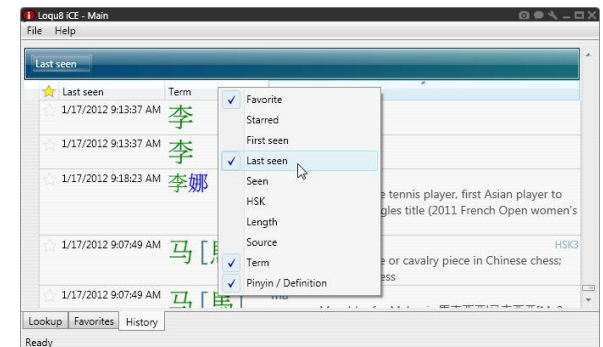 Loqu8 iCE - Main
File Help
Last seen
Last seen Term
1/17/2012 9:13:37 AM 李
1/17/2012 9:13:37 AM 李
1/17/2012 9:18:23 AM 李娜
e tennis player, first Asian player to
gles title (2011 French Open women's
1/17/2012 9:07:49 AM 马 [馬 HSK3
e or cavalry piece in Chinese chess;
ess
1/17/2012 9:07:49 AM 马 [馬]
Favorite
Starred
First seen
Last seen
Seen
HSK
Length
Source
Term
Pinyin / Definition
Lookup Favorites History
Ready